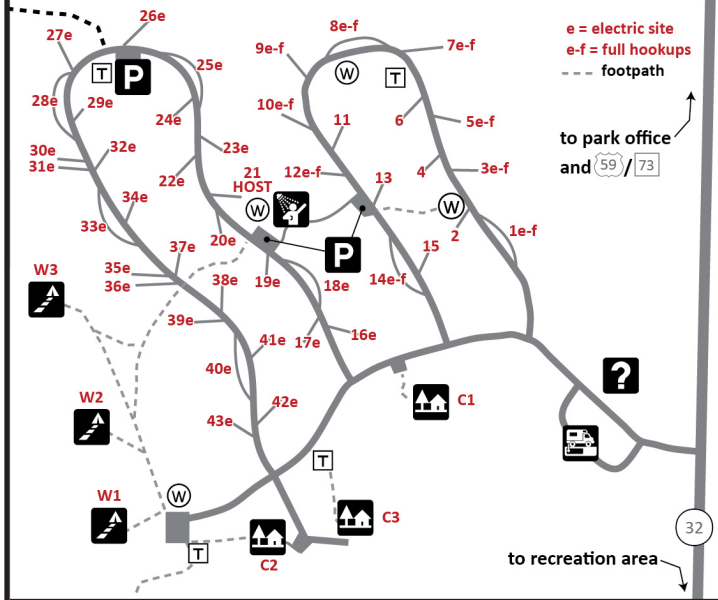 26e
8e-f
27e
9e-f
7e-f
e = electric site
e-f = full hookups
footpath
T
P
25e
W
T
28e
29e
10e-f
24e
11
6
5e-f
to park office
and 59 / 73
30e
31e
32e
23e
22e
21
HOST
12e-f
13
4
3e-f
34e
W
W
33e
20e
2
1e-f
37e
P
15
W3
35e
36e
38e
19e
18e
14e-f
39e
41e
17e
16e
40e
?
W2
42e
C1
43e
T
W1
W
C3
32
T
C2
to recreation area